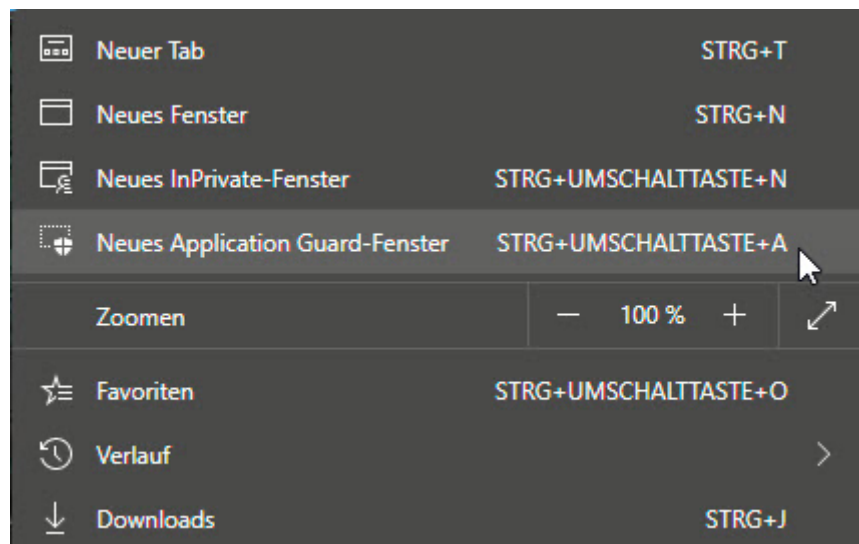 Neuer Tab STRG+T
Neues Fenster STRG+N
Neues InPrivate-Fenster STRG+UMSCHALTTASTE+N
Neues Application Guard-Fenster STRG+UMSCHALTTASTE+A
Zoomen — 100 % +
Favoriten STRG+UMSCHALTTASTE+O
Verlauf
Downloads STRG+J